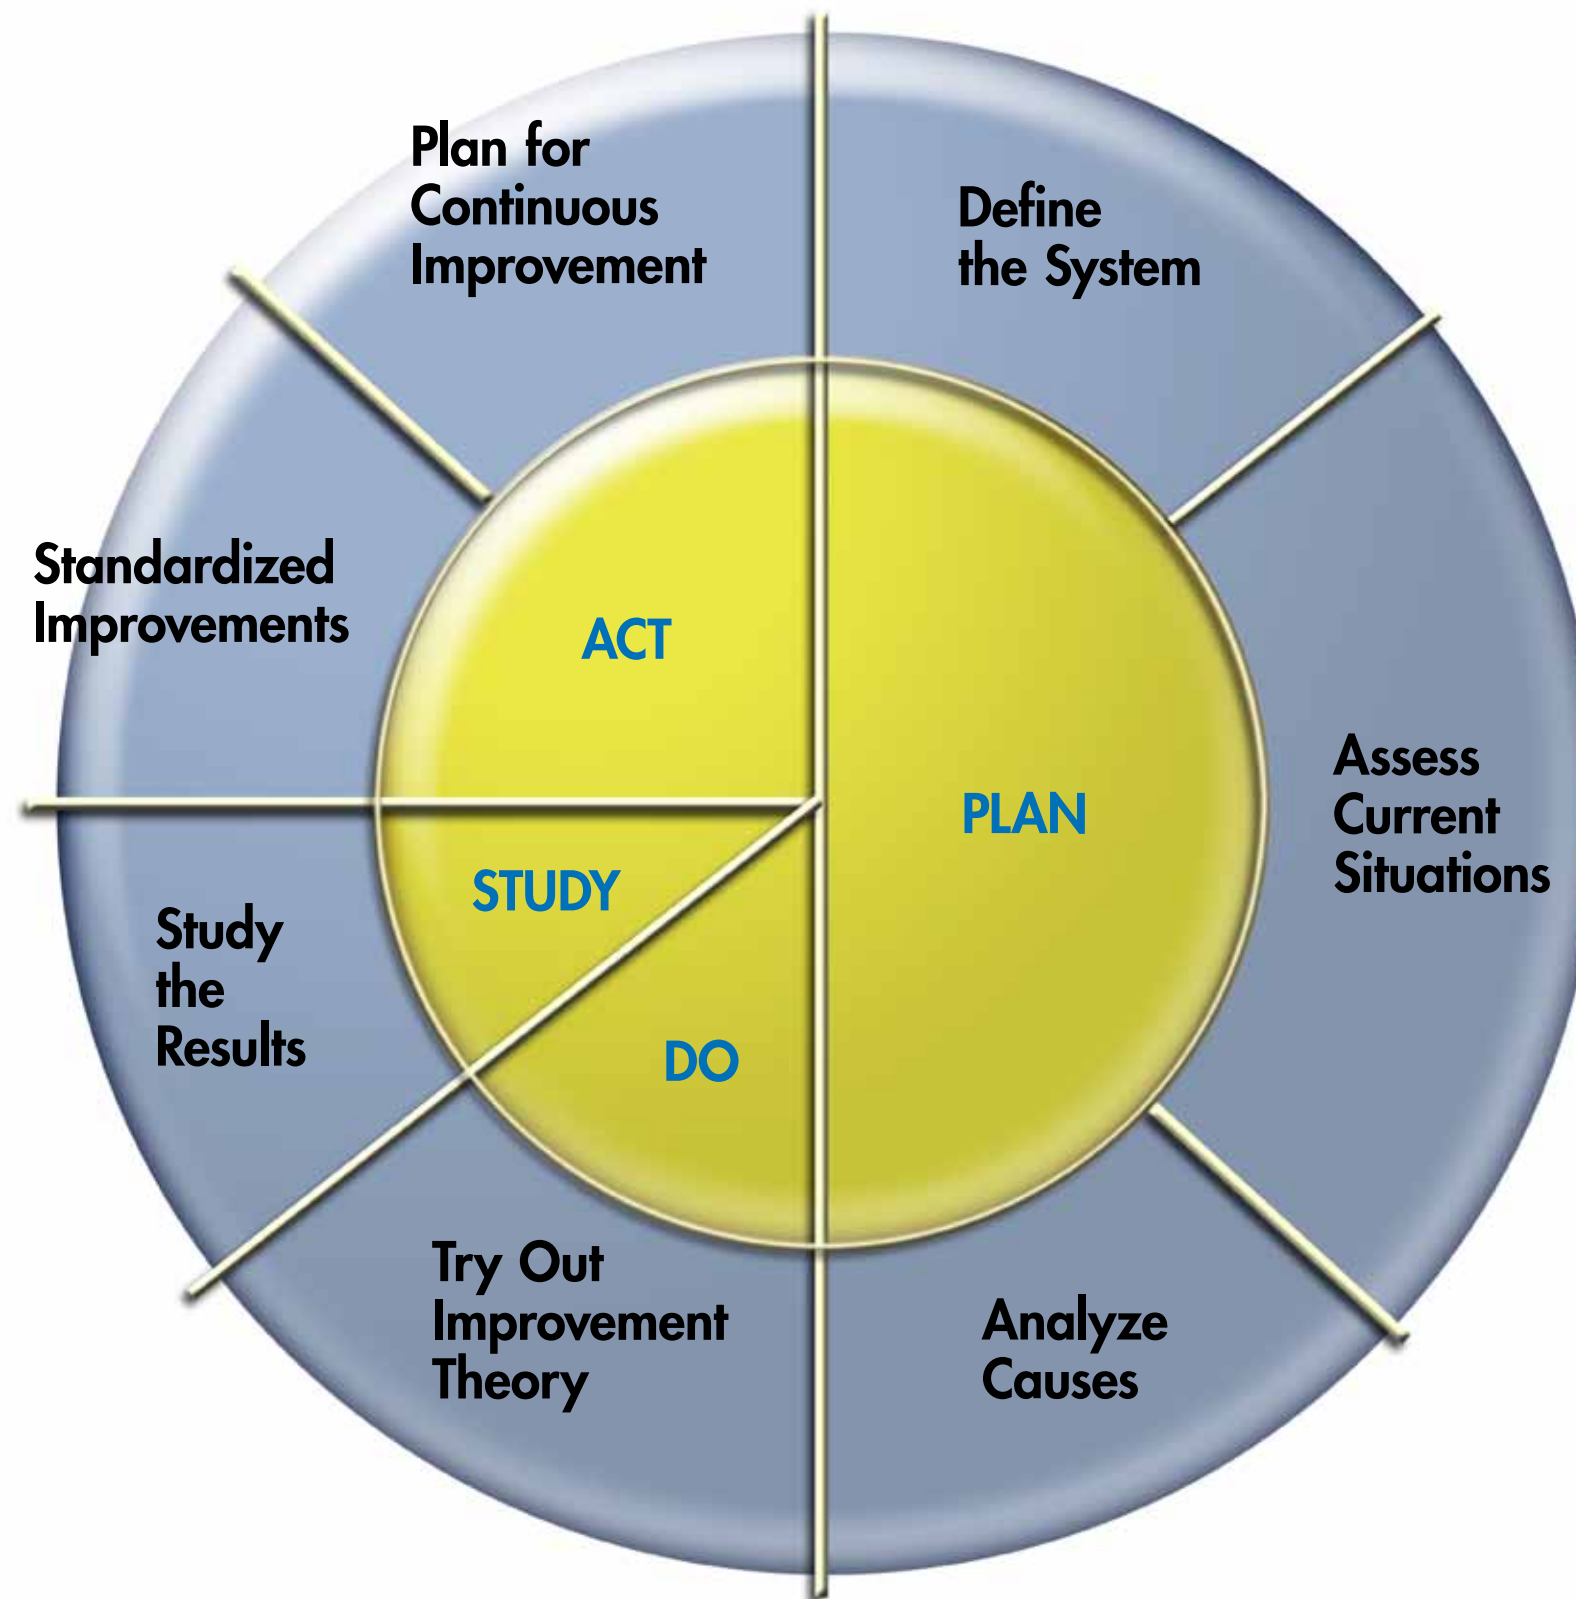 Plan for
Continuous
Improvement
Define
the System
Standardized
Improvements
ACT
PLAN
Assess
Current
Situations
STUDY
Study
the
Results
DO
Try Out
Improvement
Theory
Analyze
Causes